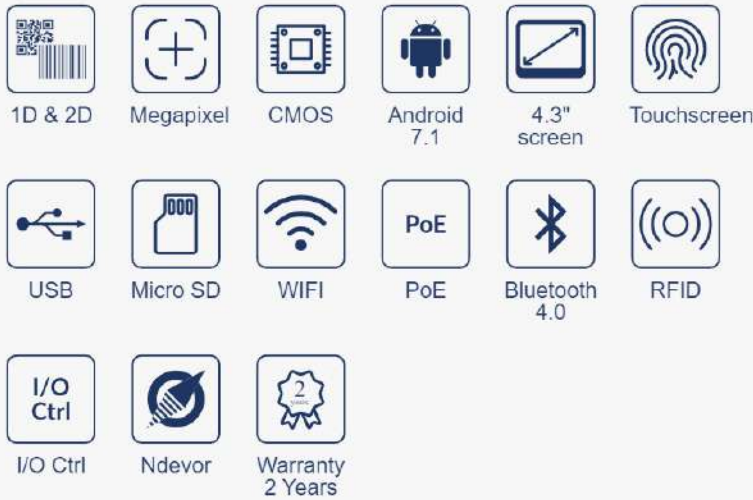 1D & 2D
Megapixel
CMOS
Android
7.1
4.3"
screen
Touchscreen
PoE
USB
Micro SD
WIFI
PoE
Bluetooth
4.0
RFID
I/O
Ctrl
2
I/O Ctrl
Ndevor
Warranty
2 Years